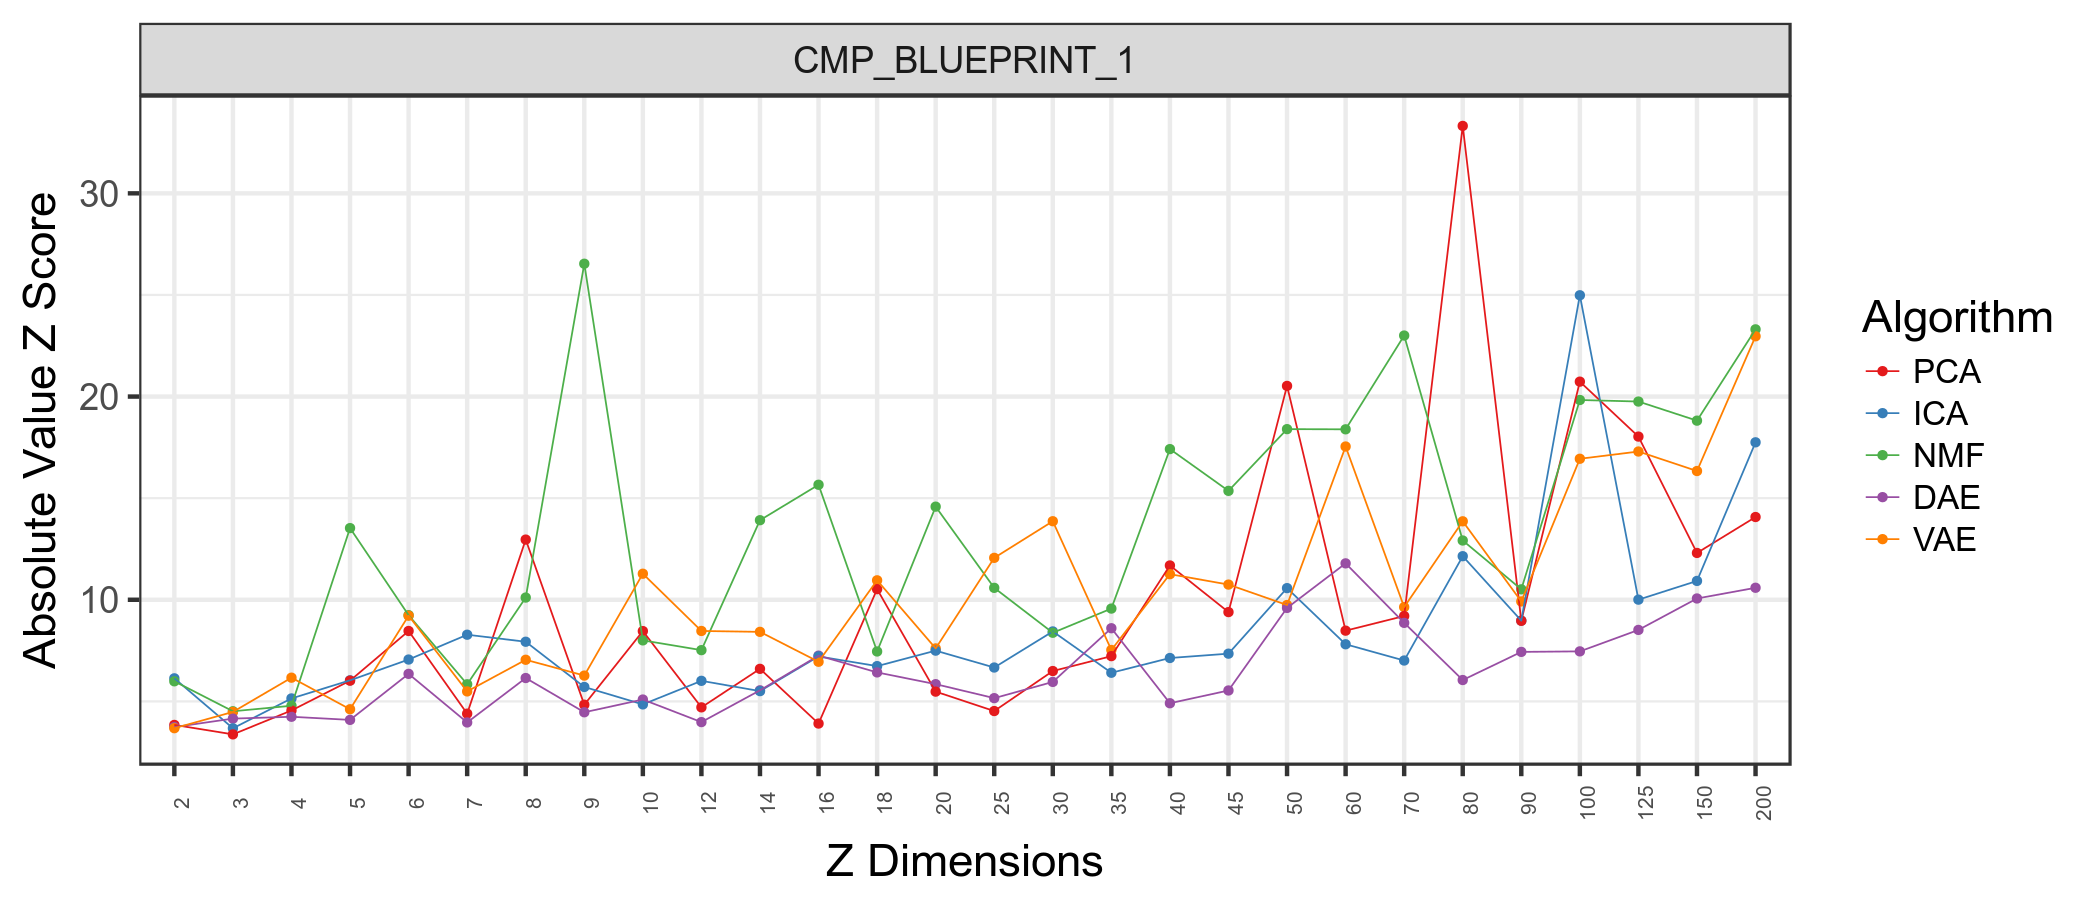 CMP_BLUEPRINT_1
Absolute Value Z Score
30
20
10
2 3 4 5 6 7 8 9 10 12 14 16 18 20 25 30 35 40 45 50 60 70 80 90 100 125 150 200
Z Dimensions
Algorithm
PCA
ICA
NMF
DAE
VAE